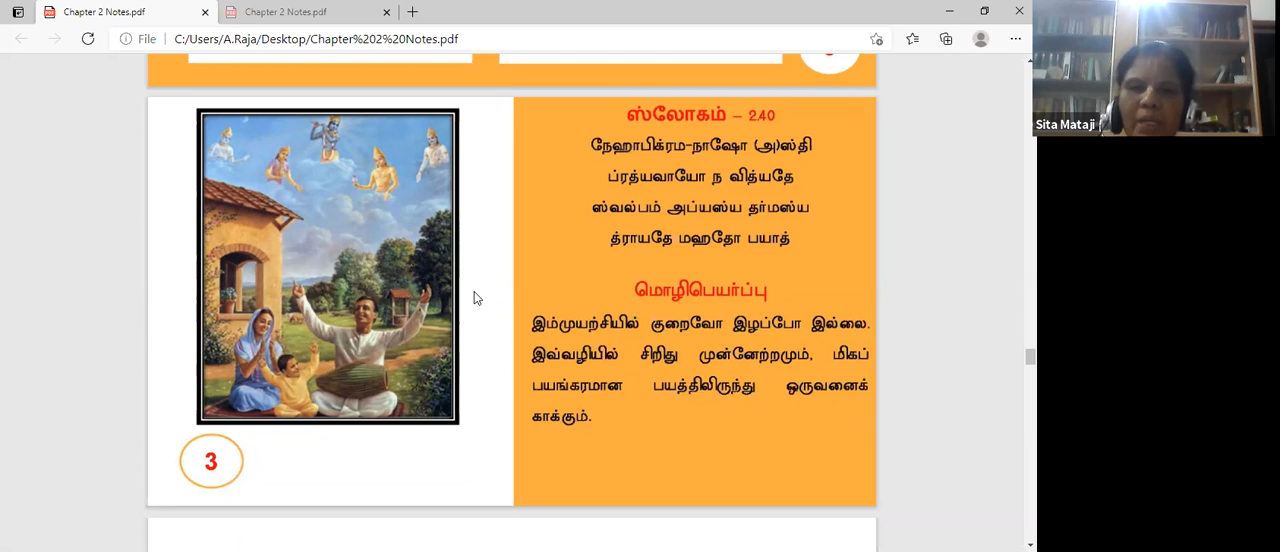 Chapter 2 Notes.pdf
Chapter 2 Notes.pdf
File
C:/Users/A.Raja/Desktop/Chapter%202%20Notes.pdf
Sita Mataji
ஸ்லோகம் – 2.40
நேஹாபிக்ரம-நாஷோ (அ)ஸ்தி
ப்ரத்யவாயோ ந வித்யதே
ஸ்வல்பம் அப்யஸ்ய தர்மஸ்ய
த்ராயதே மஹதோ பயாத்
மொழிபெயர்ப்பு
இம்முயற்சியில் குறைவோ இழப்போ இல்லை.
இவ்வழியில் சிறிது முன்னேற்றமும், மிகப்
பயங்கரமான பயத்திலிருந்து ஒருவனைக்
காக்கும்.
3